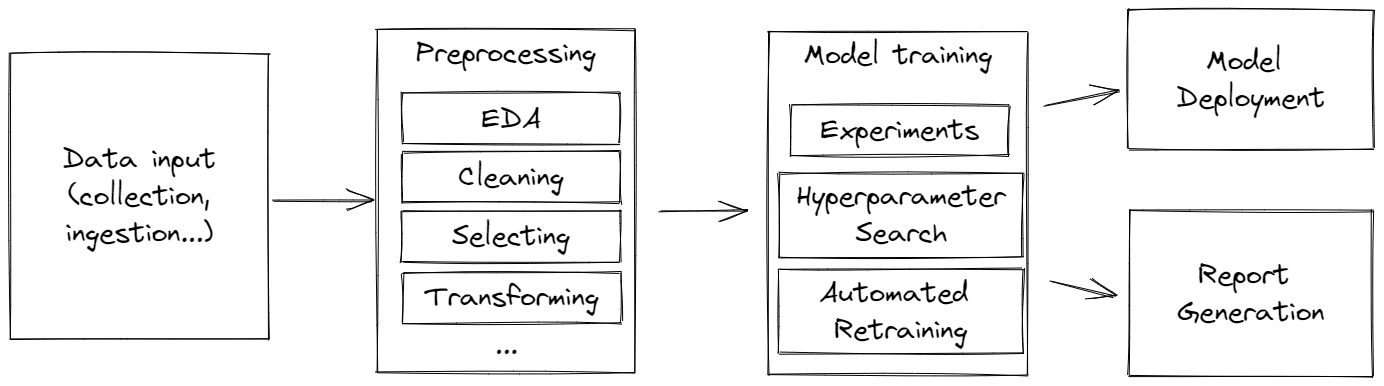 Data input
(collection,
ingestion...)
Preprocessing
EDA
Cleaning
Selecting
Transforming
...
Model training
Experiments
Hyperparameter
Search
Automated
Retraining
Model
Deployment
Report
Generation